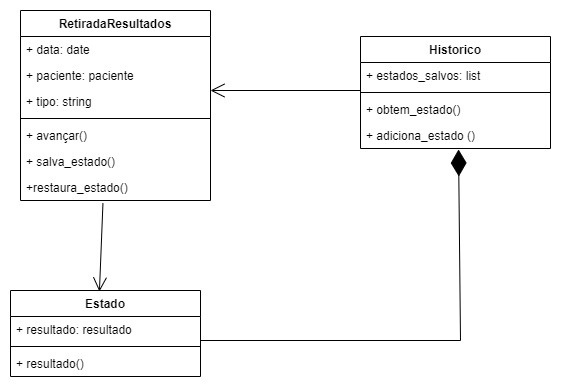 RetiradaResultados
+ data: date
+ paciente: paciente
+ tipo: string
+ avançar()
+ salva_estado()
+restaura_estado()
Historico
+ estados_salvos: list
+ obtem_estado()
+ adiciona_estado ()
Estado
+ resultado: resultado
+ resultado()